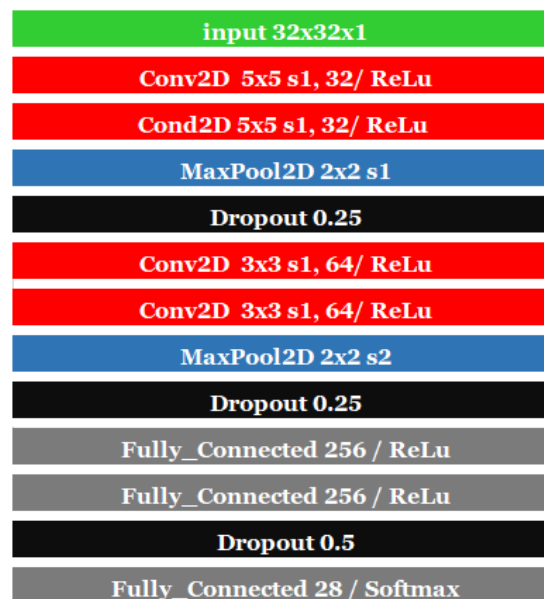 input 32x32x1
Conv2D 5x5 s1, 32/ ReLu
Cond2D 5x5 s1, 32/ ReLu
MaxPool2D 2x2 s1
Dropout 0.25
Conv2D 3x3 s1, 64/ ReLu
Conv2D 3x3 s1, 64/ ReLu
MaxPool2D 2x2 s2
Dropout 0.25
Fully_Connected 256 / ReLu
Fully_Connected 256 / ReLu
Dropout 0.5
Fully_Connected 28 / Softmax